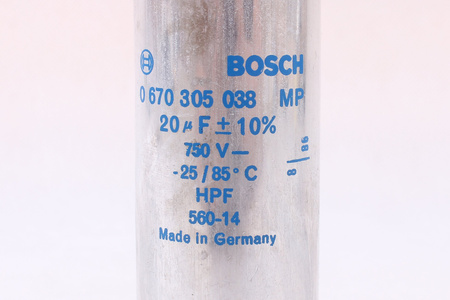 BOSCH
0 670 305 038 MP
20 µF ± 10%
750 V—
-25/85°C
HPF
560-14
Made in Germany
8/86